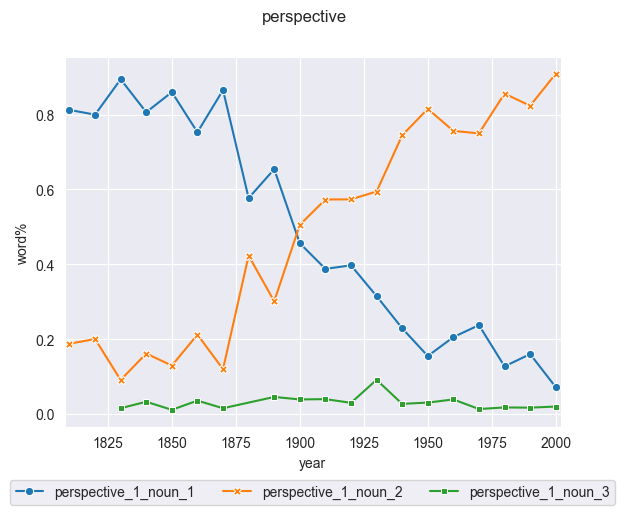 perspective
0.8
0.6
0.4
0.2
0.0
word%
1825 1850 1875 1900 1925 1950 1975 2000
year
perspective_1_noun_1 perspective_1_noun_2 perspective_1_noun_3